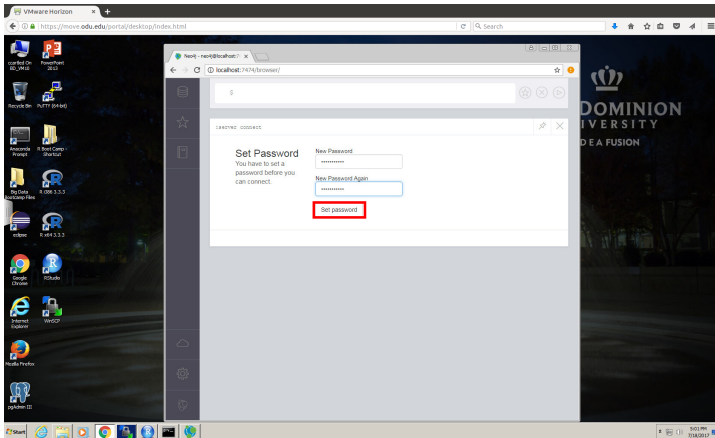 VMware Horizon
https://move.odu.edu/portal/desktop/index.html
Search
Neo4j - neo4j@localhost:7
localhost:7474/browser/
$
:server connect
Set Password
You have to set a
password before you
can connect.
New Password
New Password Again
Set password
DOMINION
IVERSITY
DEA FUSION
PowerPoint
2013
Recycle Bin
PuTTY (64-bit)
Anaconda
Prompt
R Boot Camp -
Shortcut
Big Data
Bootcamp Files
R i386 3.3.3
eclipse
R x64 3.3.3
Google
Chrome
RStudio
Internet
Explorer
WinSCP
Mozilla Firefox
pgAdmin III
Start
5:01 PM
7/18/2017